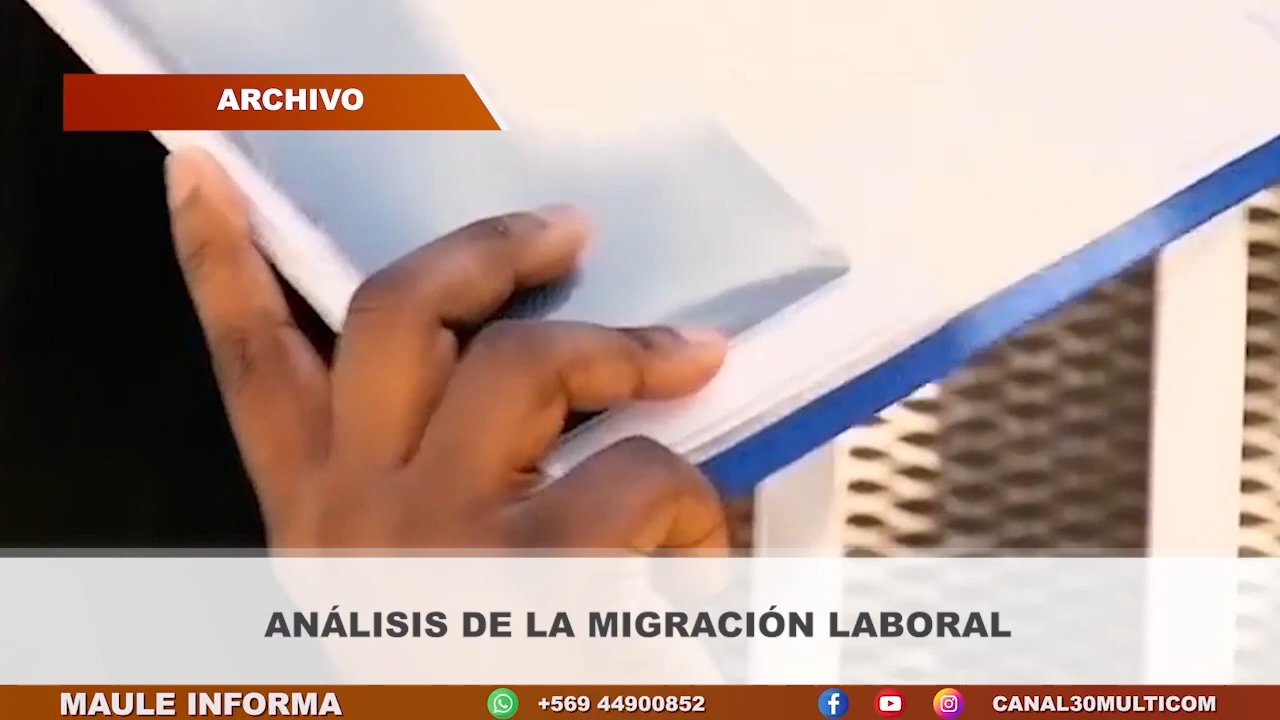 ARCHIVO
ANÁLISIS DE LA MIGRACIÓN LABORAL
MAULE INFORMA +569 44900852 CANAL30MULTICOM